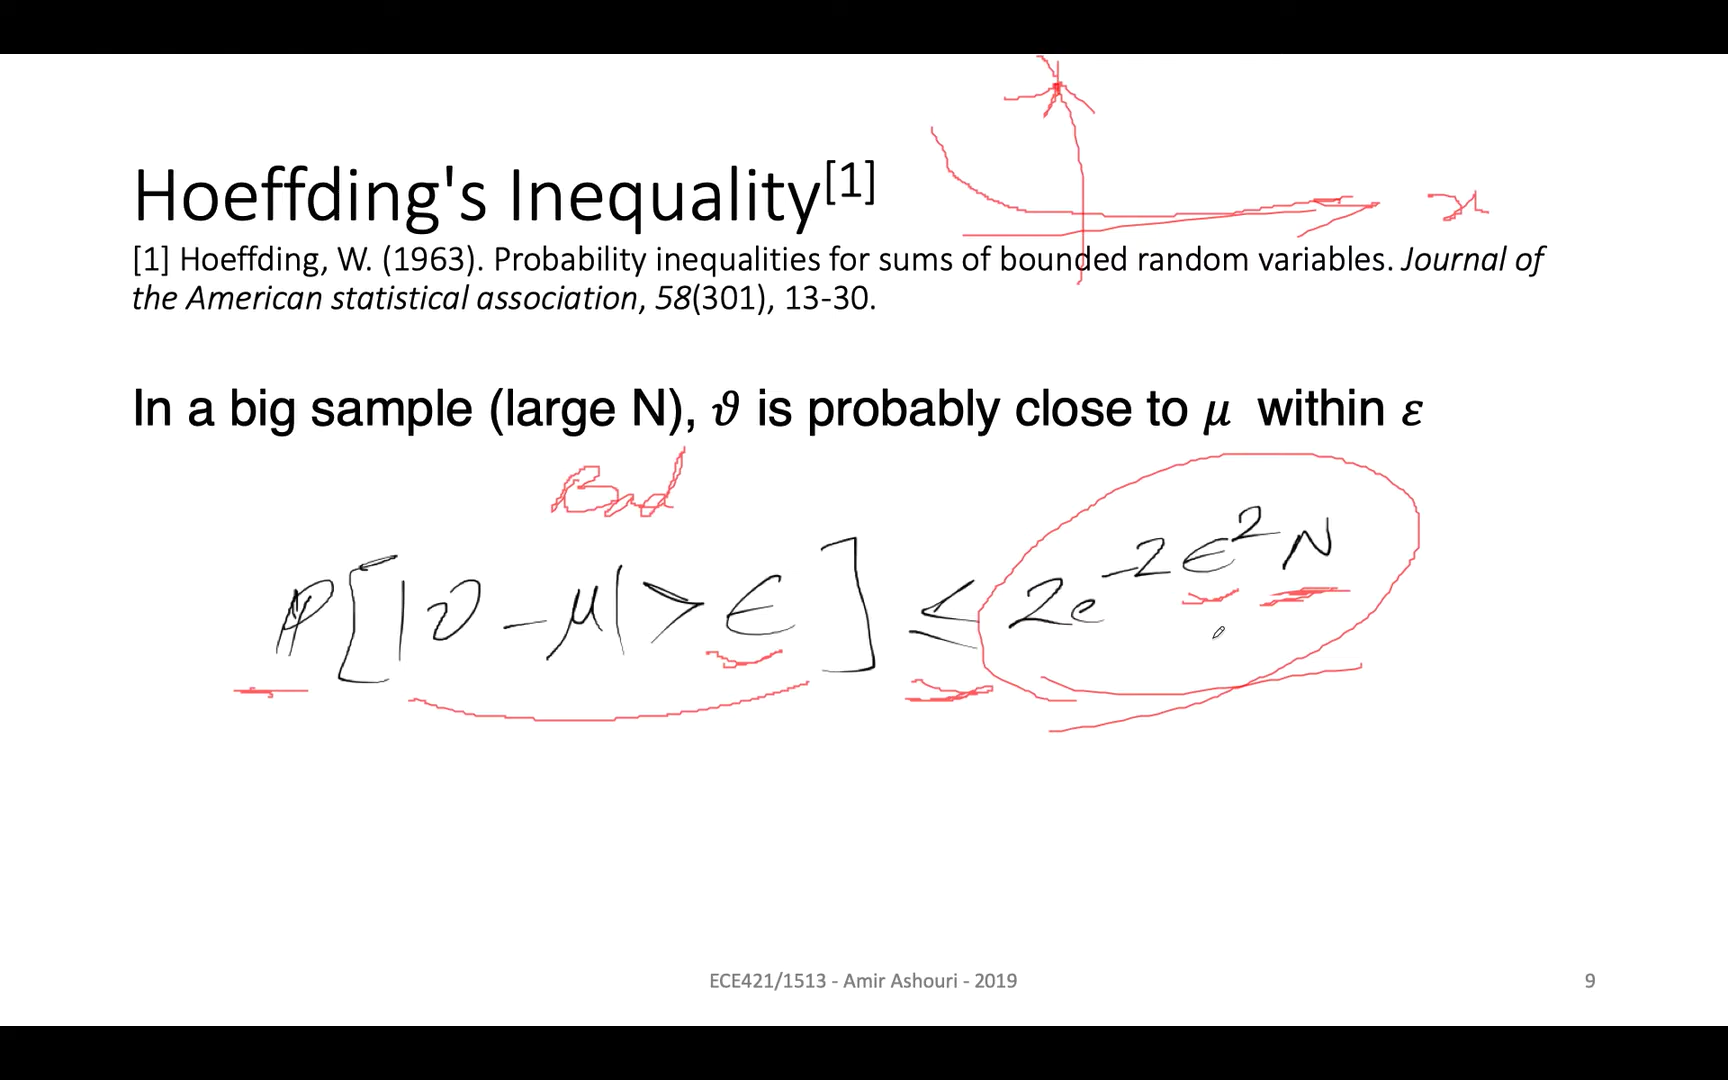 Hoeffding's Inequality[1]
[1] Hoeffding, W. (1963). Probability inequalities for sums of bounded random variables. Journal of
the American statistical association, 58(301), 13-30.
x
In a big sample (large N), 𝜗 is probably close to 𝜇 within 𝜀
Bad
ℙ[|𝜗 - μ| > ϵ] ≤ 2e^{-2ϵ^2 N}
ECE421/1513 - Amir Ashouri - 2019
9